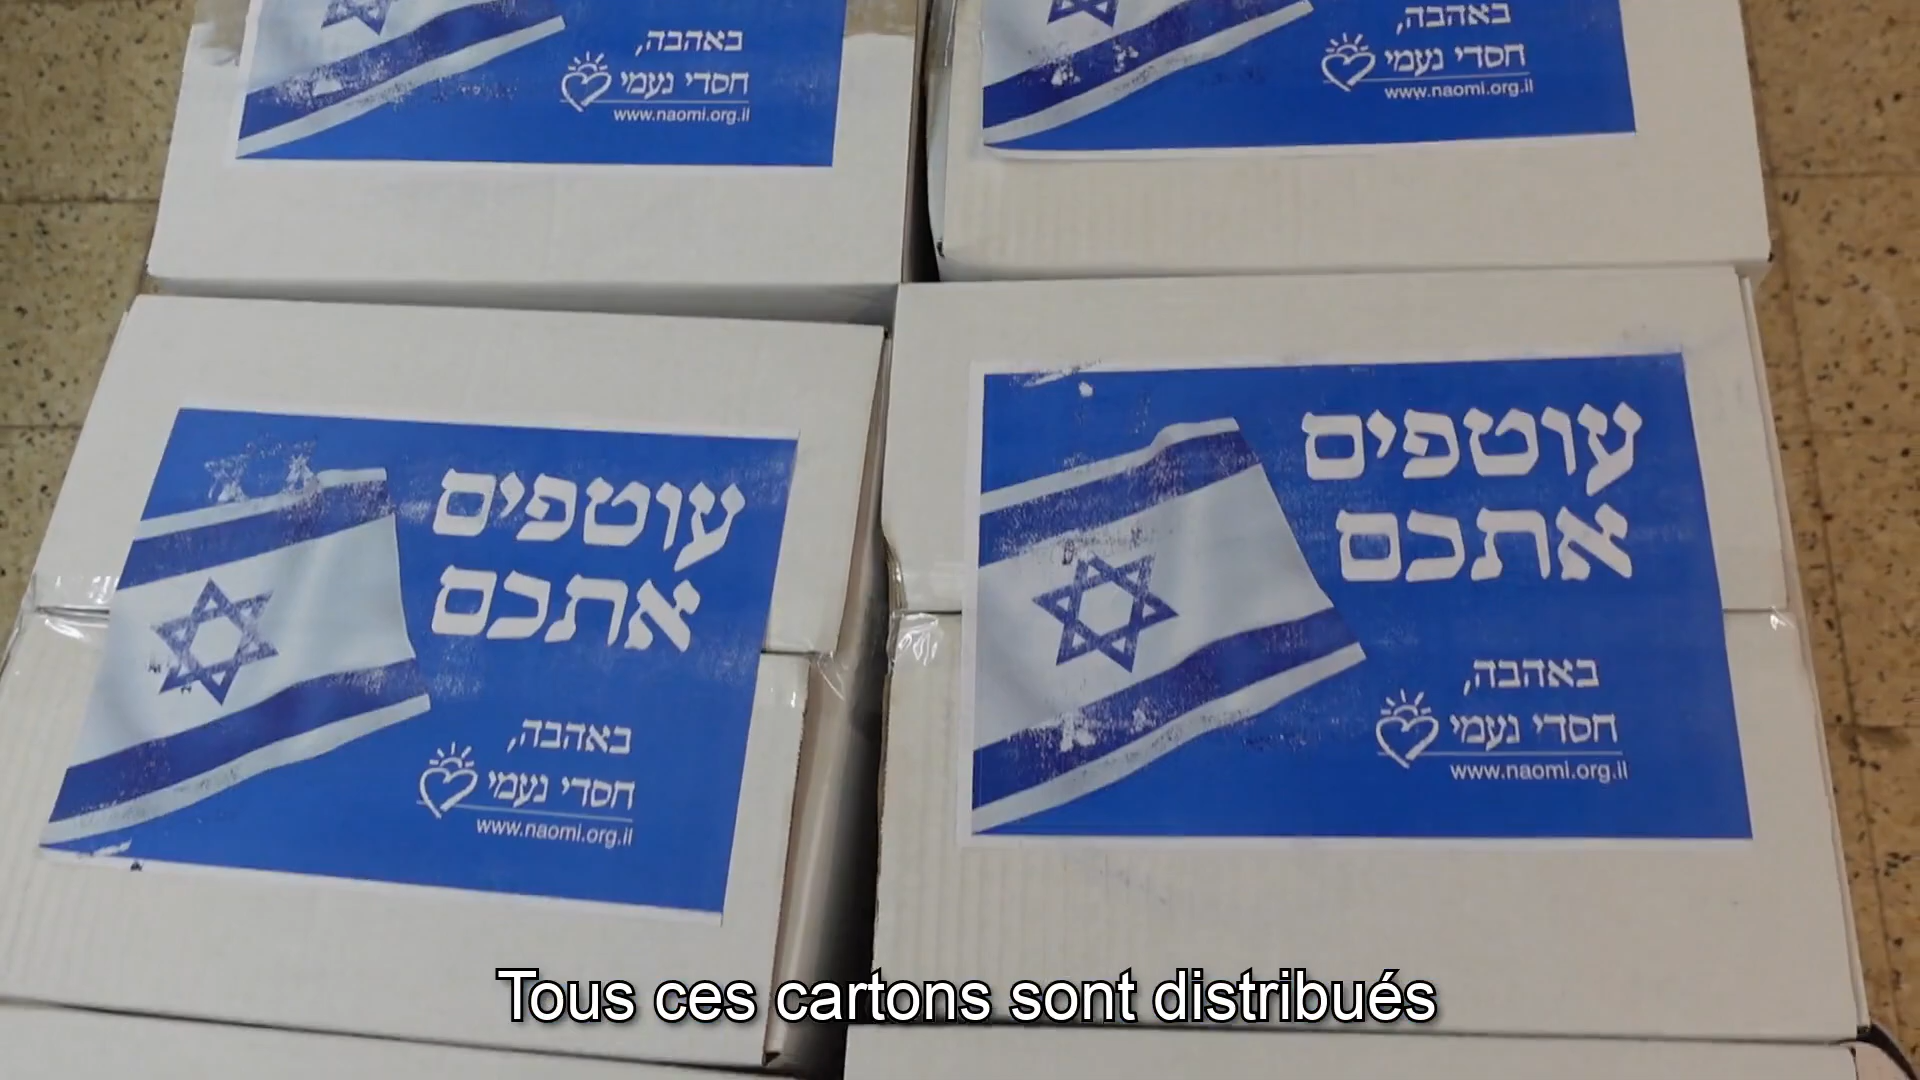 באהבה,
חסדי נעמי
www.naomi.org.il
באהבה,
חסדי נעמי
www.naomi.org.il
עוטפים
אתכם
באהבה,
חסדי נעמי
www.naomi.org.il
עוטפים
אתכם
באהבה,
חסדי נעמי
www.naomi.org.il
Tous ces cartons sont distribués